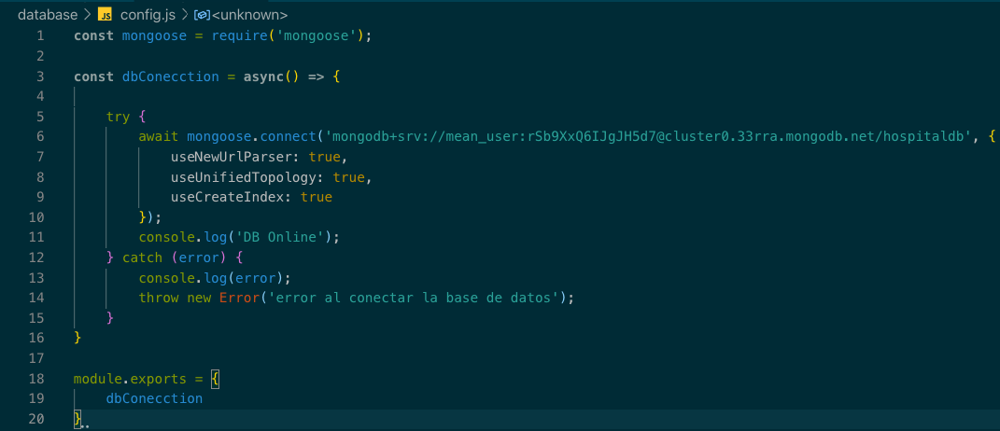 database > JS config.js > <unknown>
1 const mongoose = require('mongoose');
2
3 const dbConecction = async() => {
4
5 try {
6 await mongoose.connect('mongodb+srv://mean_user:rSb9XxQ6IJgJH5d7@cluster0.33rra.mongodb.net/hospitaldb', {
7 useNewUrlParser: true,
8 useUnifiedTopology: true,
9 useCreateIndex: true
10 });
11 console.log('DB Online');
12 } catch (error) {
13 console.log(error);
14 throw new Error('error al conectar la base de datos');
15 }
16 }
17
18 module.exports = {
19 dbConecction
20 }